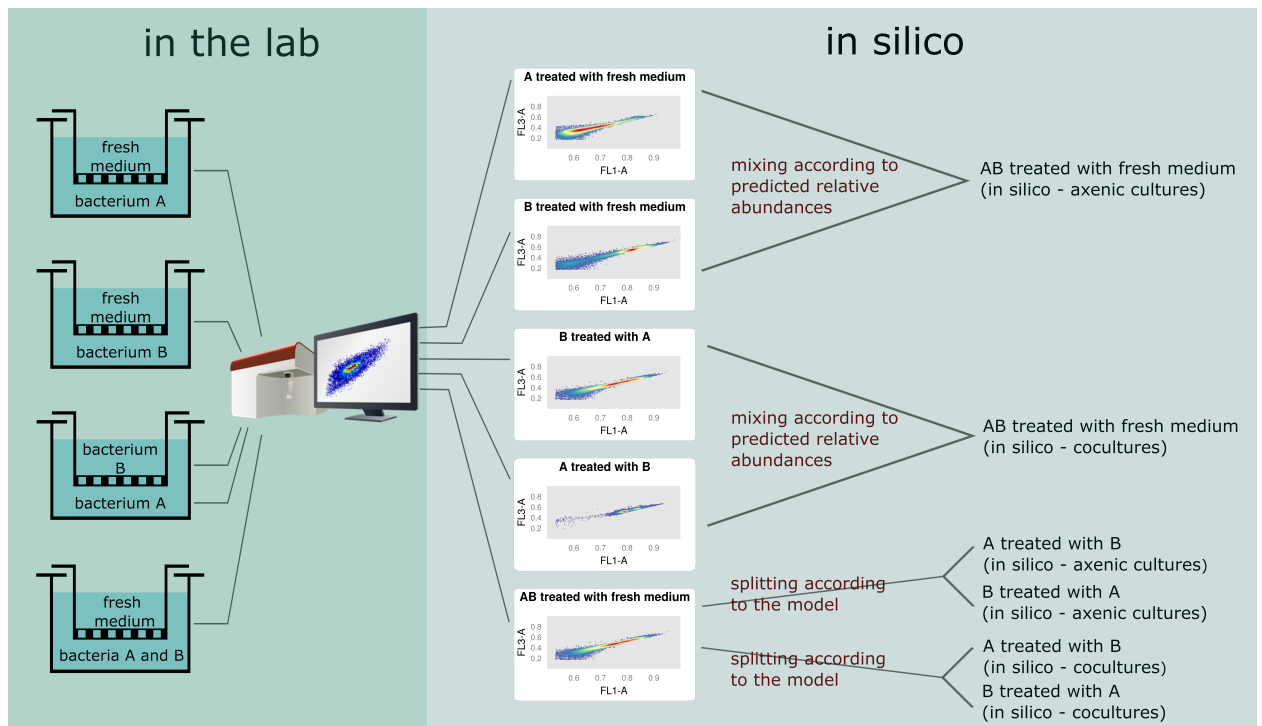 in the lab
fresh
medium
bacterium A
fresh
medium
bacterium B
bacterium
B
bacterium A
fresh
medium
bacteria A and B
in silico
A treated with fresh medium
FL3-A
0.8
0.6
0.4
0.2
0.6 0.7 0.8 0.9
FL1-A
B treated with fresh medium
FL3-A
0.8
0.6
0.4
0.2
0.6 0.7 0.8 0.9
FL1-A
B treated with A
FL3-A
0.8
0.6
0.4
0.2
0.6 0.7 0.8 0.9
FL1-A
A treated with B
FL3-A
0.8
0.6
0.4
0.2
0.6 0.7 0.8 0.9
FL1-A
AB treated with fresh medium
FL3-A
0.8
0.6
0.4
0.2
0.6 0.7 0.8 0.9
FL1-A
mixing according to
predicted relative
abundances
AB treated with fresh medium
(in silico - axenic cultures)
mixing according to
predicted relative
abundances
AB treated with fresh medium
(in silico - cocultures)
splitting according
to the model
A treated with B
(in silico - axenic cultures)
B treated with A
(in silico - axenic cultures)
splitting according
to the model
A treated with B
(in silico - cocultures)
B treated with A
(in silico - cocultures)